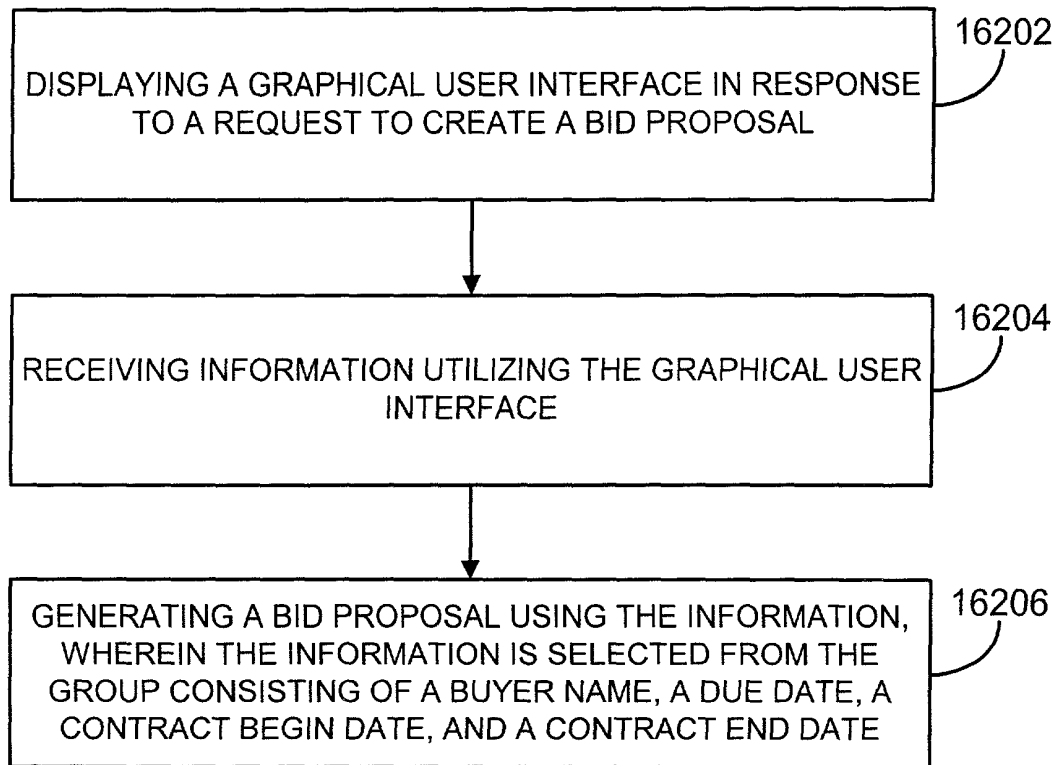 16202
DISPLAYING A GRAPHICAL USER INTERFACE IN RESPONSE
TO A REQUEST TO CREATE A BID PROPOSAL
16204
RECEIVING INFORMATION UTILIZING THE GRAPHICAL USER
INTERFACE
16206
GENERATING A BID PROPOSAL USING THE INFORMATION,
WHEREIN THE INFORMATION IS SELECTED FROM THE
GROUP CONSISTING OF A BUYER NAME, A DUE DATE, A
CONTRACT BEGIN DATE, AND A CONTRACT END DATE